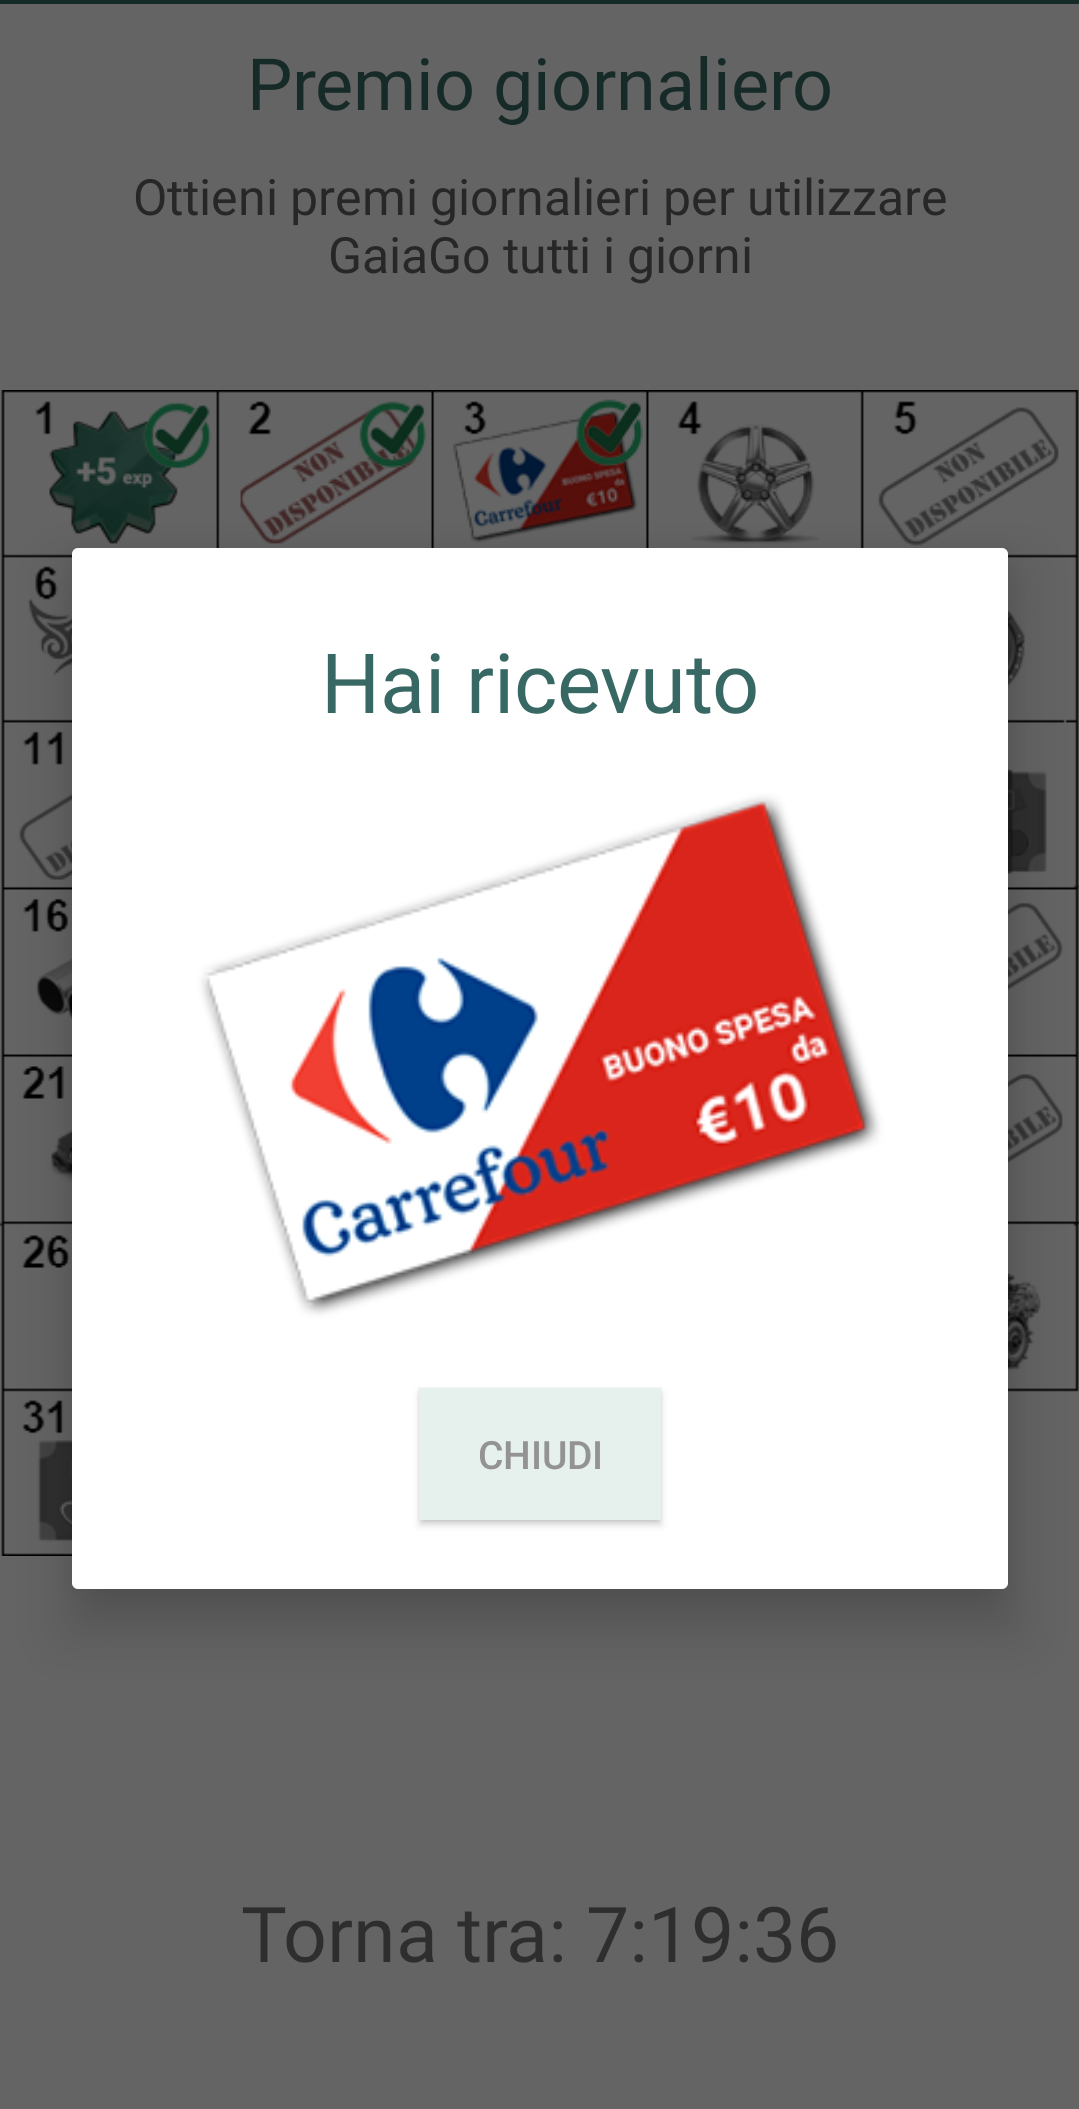 Premio giornaliero
Ottieni premi giornalieri per utilizzare
GaiaGo tutti i giorni
1
+5 exp
2
NON
DISPONIBILE
3
Carrefour
BUONO SPESA
da
€10
4
5
NON
DISPONIBILE
6
Hai ricevuto
11
16
21
26
31
Carrefour
BUONO SPESA
da
€10
CHIUDI
Torna tra: 7:19:36